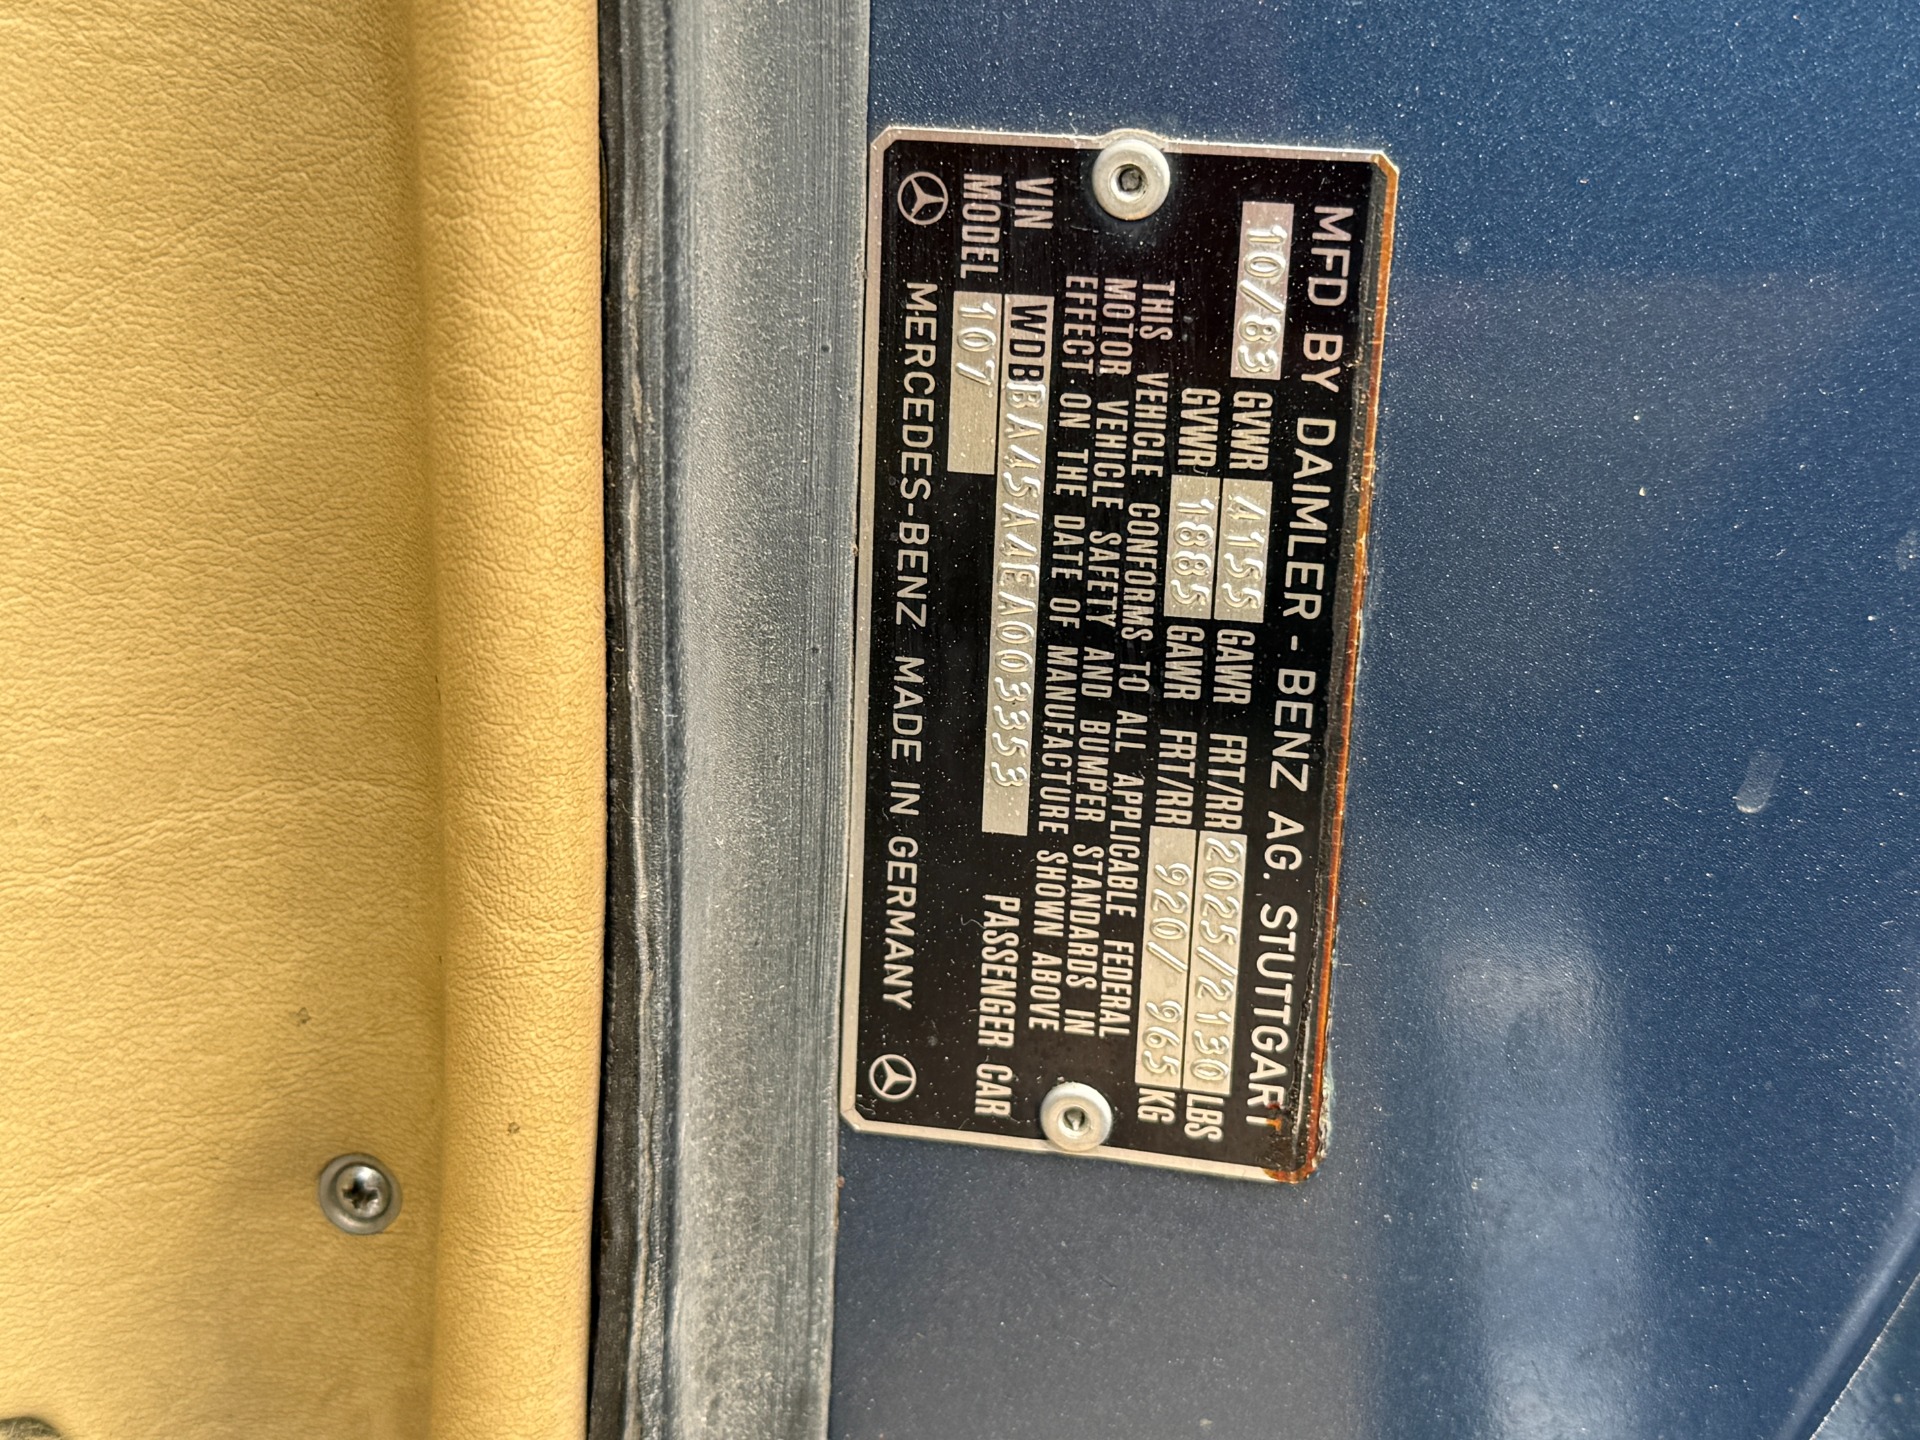 MFD BY DAIMLER - BENZ AG. STUTTGART
10/83 GVWR 4155 GAWR FRT/RR 2025/2130 LBS
GVWR 1885 GAWR FRT/RR 920/ 965 KG
THIS VEHICLE CONFORMS TO ALL APPLICABLE FEDERAL
MOTOR VEHICLE SAFETY AND BUMPER STANDARDS IN
EFFECT ON THE DATE OF MANUFACTURE SHOWN ABOVE
VIN WDBBA45A4EA003353
MODEL 107 PASSENGER CAR
MERCEDES-BENZ MADE IN GERMANY